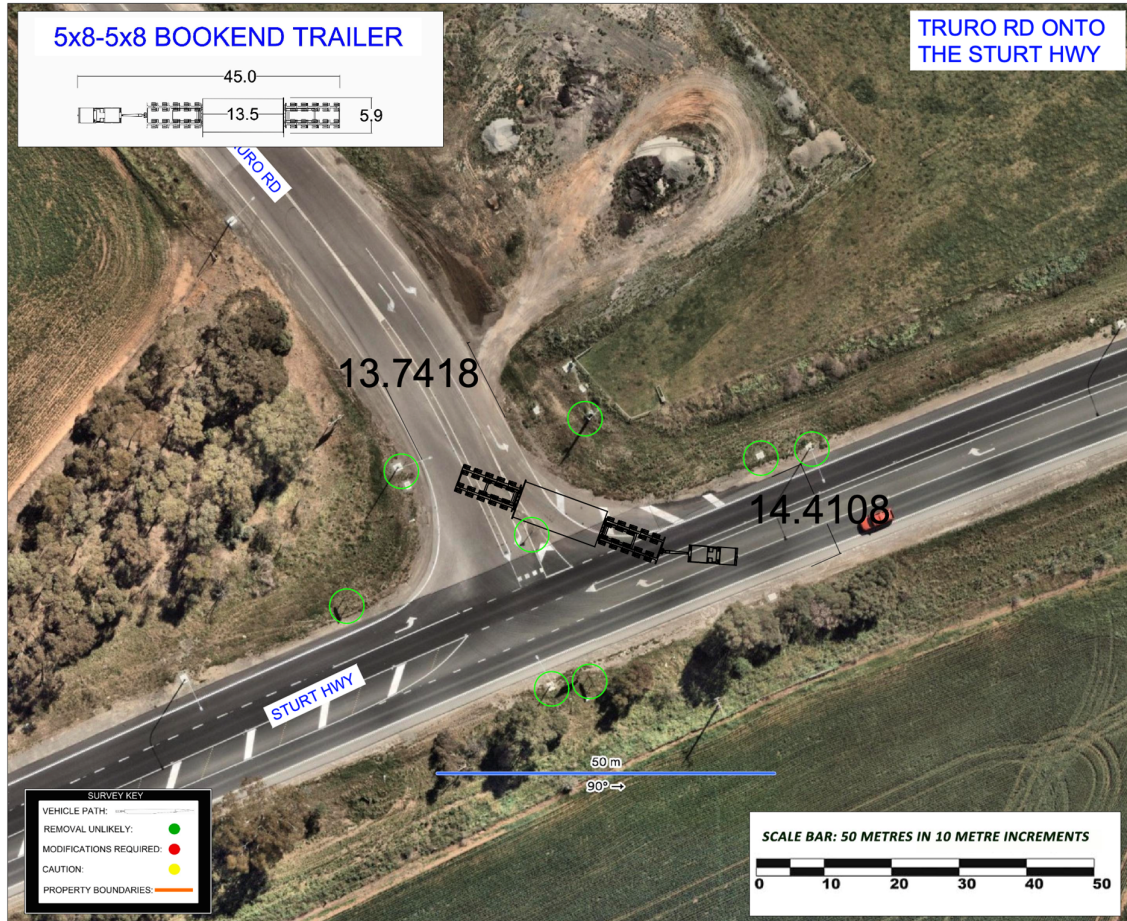 5x8-5x8 BOOKEND TRAILER
45.0
13.5
5.9
TRURO RD ONTO
THE STURT HWY
URO RD
13.7418
14.4108
STURT HWY
50 m
90° →
SURVEY KEY
VEHICLE PATH:
REMOVAL UNLIKELY:
MODIFICATIONS REQUIRED:
CAUTION:
PROPERTY BOUNDARIES:
SCALE BAR: 50 METRES IN 10 METRE INCREMENTS
0 10 20 30 40 50